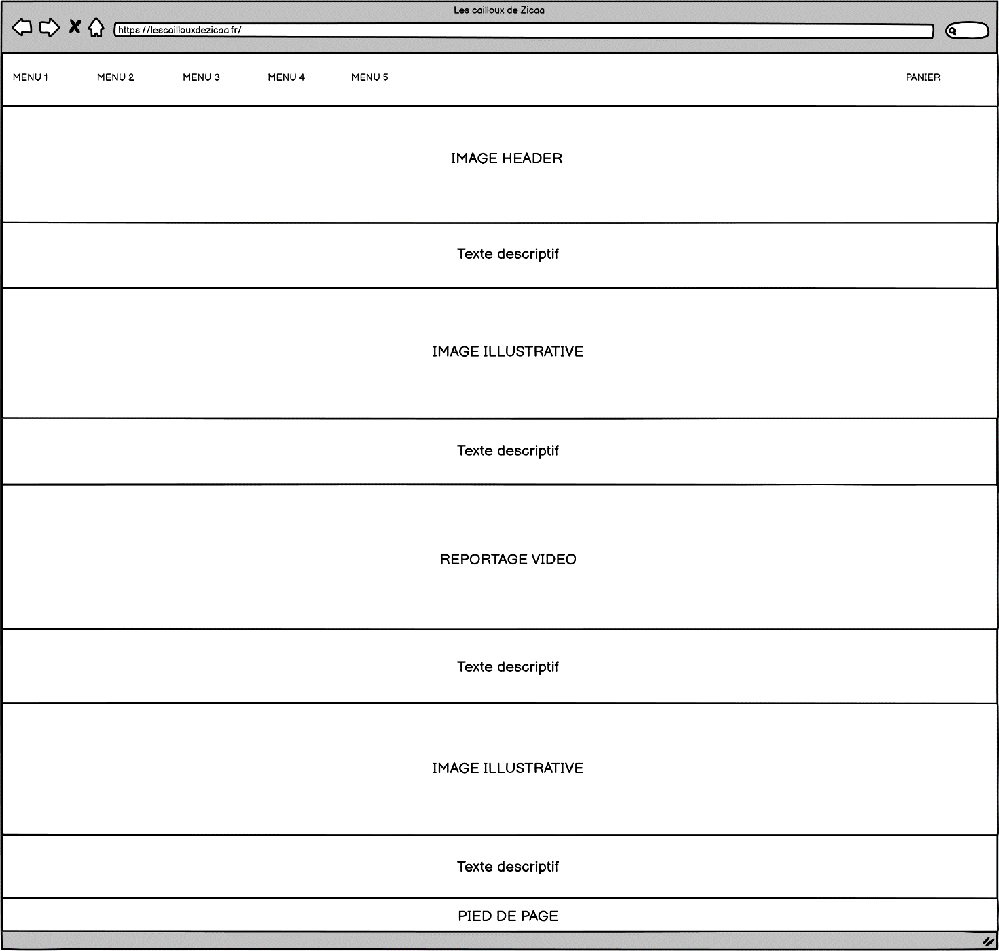 Les cailloux de Zicaa
https://lescaillouxdezicaa.fr/
MENU 1 MENU 2 MENU 3 MENU 4 MENU 5 PANIER
IMAGE HEADER
Texte descriptif
IMAGE ILLUSTRATIVE
Texte descriptif
REPORTAGE VIDEO
Texte descriptif
IMAGE ILLUSTRATIVE
Texte descriptif
PIED DE PAGE